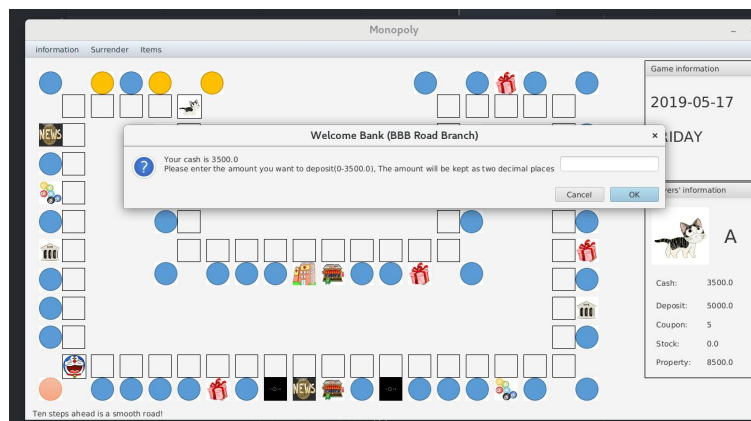 Monopoly
information Surrender Items
Game information
2019-05-17
NEWS
Welcome Bank (BBB Road Branch)
RIDAY
Your cash is 3500.0
Please enter the amount you want to deposit(0-3500.0), The amount will be kept as two decimal places
Cancel OK
ers' information
A
Cash: 3500.0
Deposit: 5000.0
Coupon: 5
Stock: 0.0
Property: 8500.0
NEWS
Ten steps ahead is a smooth road!